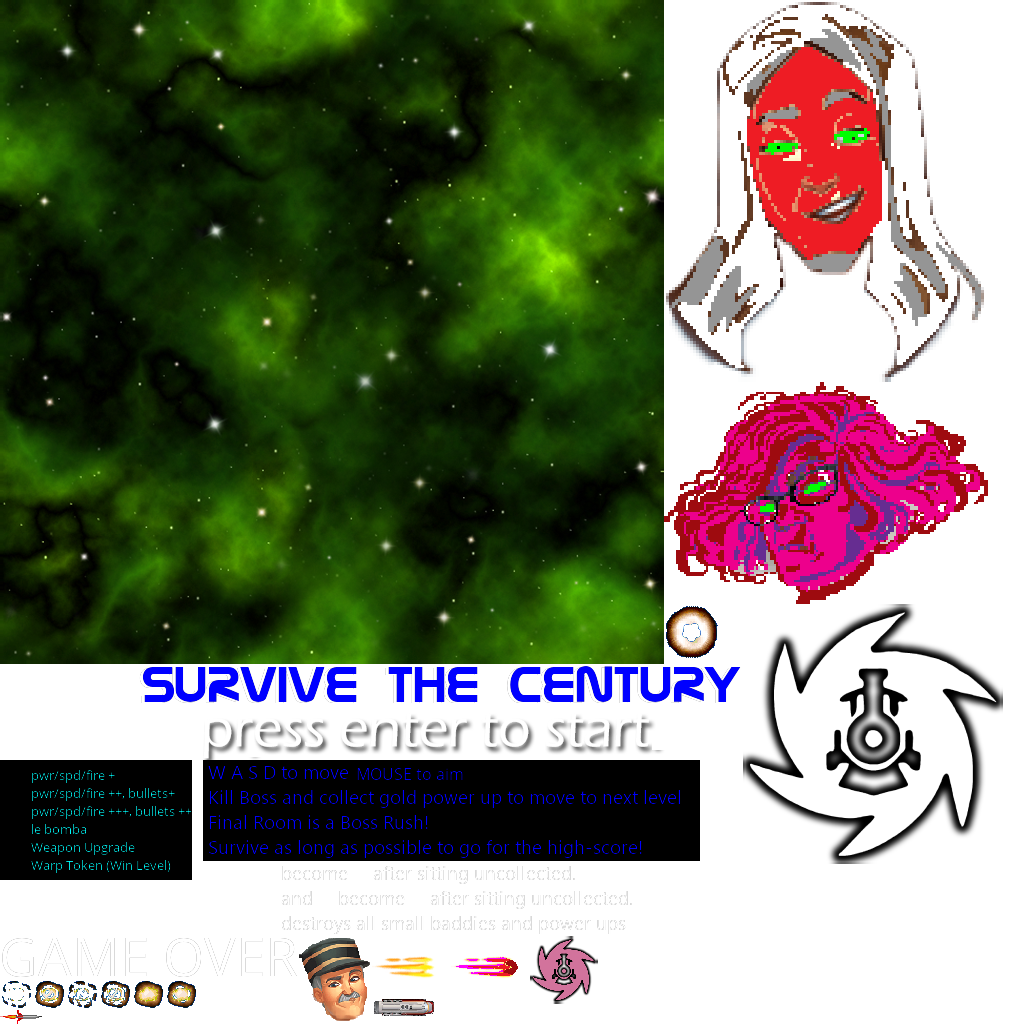 SURVIVE THE CENTURY
press enter to start.
pwr/spd/fire +
pwr/spd/fire ++. bullets+
pwr/spd/fire +++. bullets ++
le bomba
Weapon Upgrade
Warp Token (Win Level)
W A S D to move MOUSE to aim
Kill Boss and collect gold power up to move to next level
Final Room is a Boss Rush!
Survive as long as possible to go for the high-score!
become after sitting uncollected.
and become after sitting uncollected.
destroys all small baddies and power ups
GAME OVER